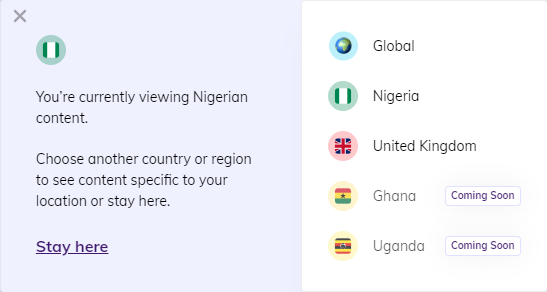 You’re currently viewing Nigerian
content.
Choose another country or region
to see content specific to your
location or stay here.
Stay here
Global
Nigeria
United Kingdom
Ghana Coming Soon
Uganda Coming Soon